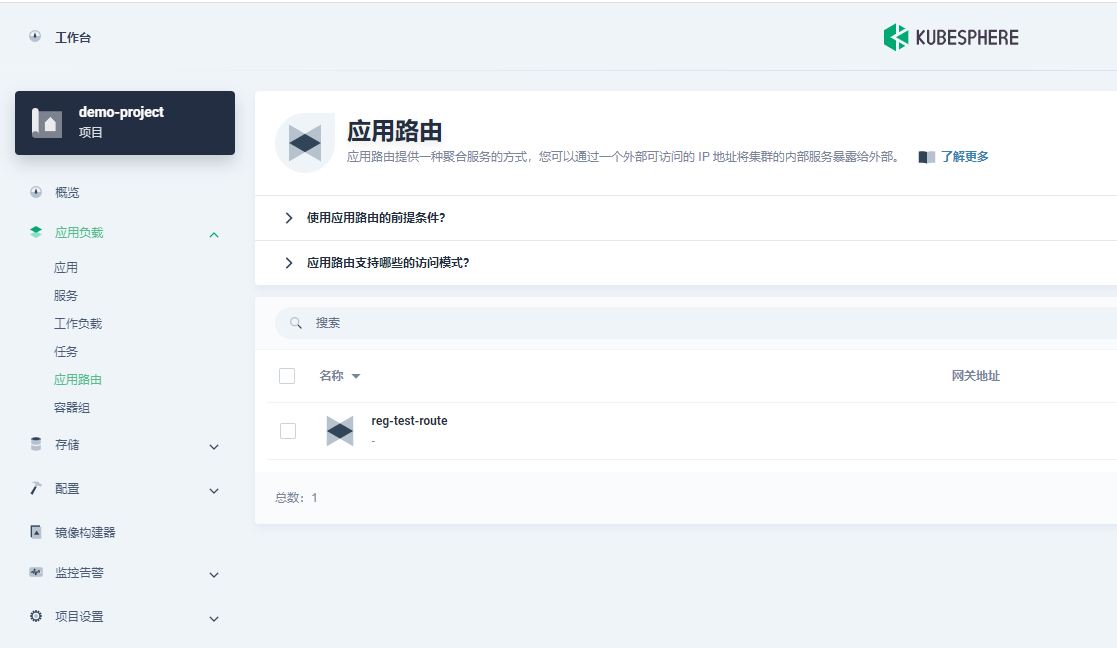 工作台
KUBESPHERE
demo-project
项目
概览
应用负载
应用
服务
工作负载
任务
应用路由
容器组
存储
配置
镜像构建器
监控告警
项目设置
应用路由
应用路由提供一种聚合服务的方式，您可以通过一个外部可访问的 IP 地址将集群的内部服务暴露给外部。 了解更多
使用应用路由的前提条件?
应用路由支持哪些的访问模式?
搜索
名称 网关地址
reg-test-route
-
总数: 1